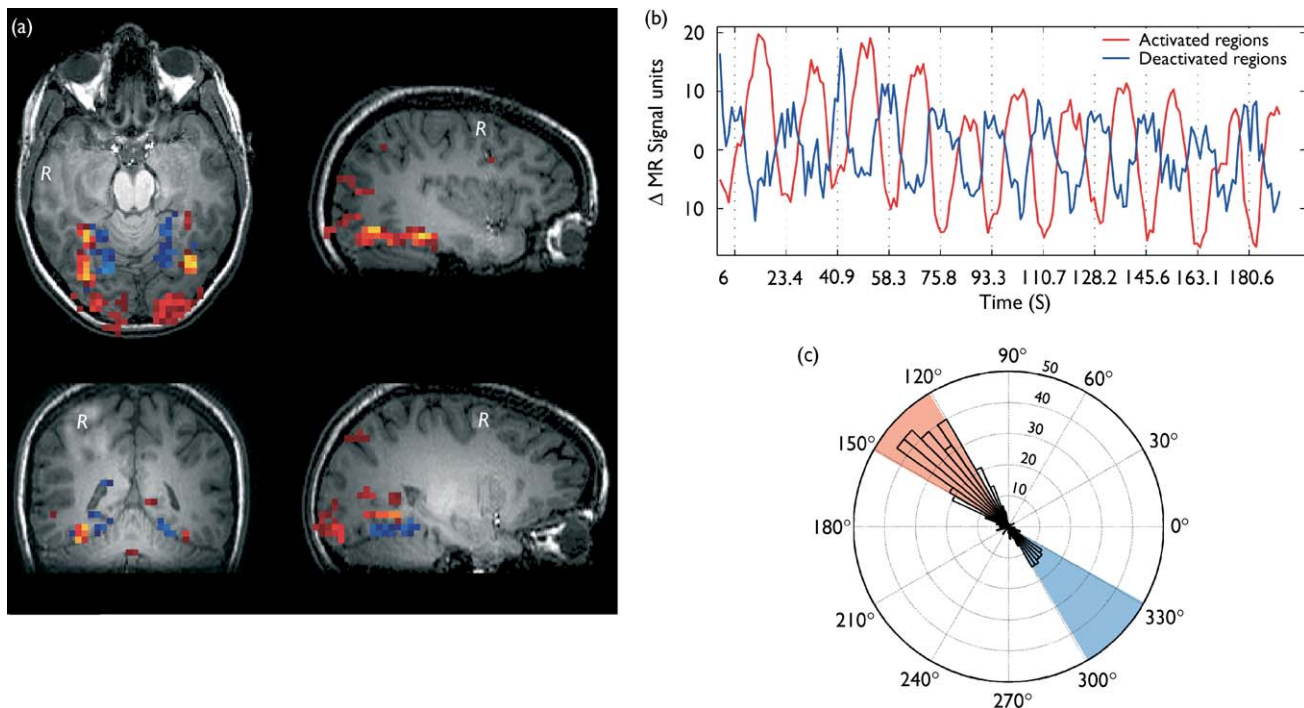 (a)
R
R
R
R
(b)
Activated regions
Deactivated regions
Δ MR Signal units
20
10
0
10
6 23.4 40.9 58.3 75.8 93.3 110.7 128.2 145.6 163.1 180.6
Time (S)
(c)
90°
120° 50 60°
40
150° 30 30°
20
10
180° 0°
210° 330°
240° 300°
270°